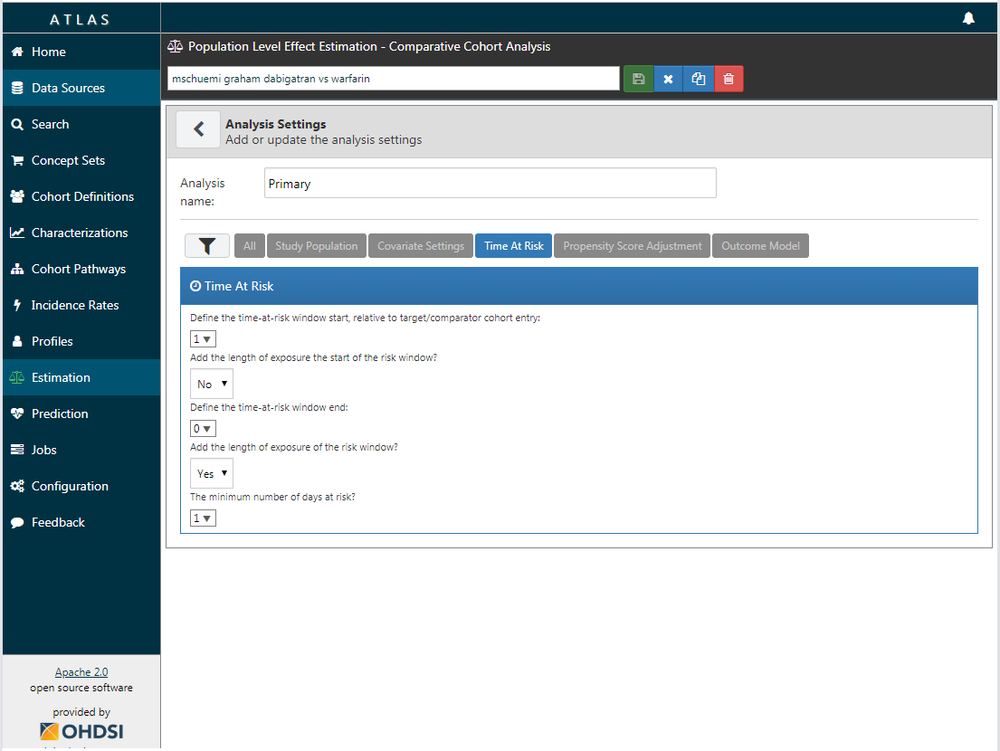 ATLAS
Home
Data Sources
Search
Concept Sets
Cohort Definitions
Characterizations
Cohort Pathways
Incidence Rates
Profiles
Estimation
Prediction
Jobs
Configuration
Feedback
Apache 2.0
open source software
provided by
OHDSI
Population Level Effect Estimation - Comparative Cohort Analysis
mschuemi graham dabigatran vs warfarin
Analysis Settings
Add or update the analysis settings
Analysis
name:
Primary
All Study Population Covariate Settings Time At Risk Propensity Score Adjustment Outcome Model
Time At Risk
Define the time-at-risk window start, relative to target/comparator cohort entry:
1
Add the length of exposure the start of the risk window?
No
Define the time-at-risk window end:
0
Add the length of exposure of the risk window?
Yes
The minimum number of days at risk?
1